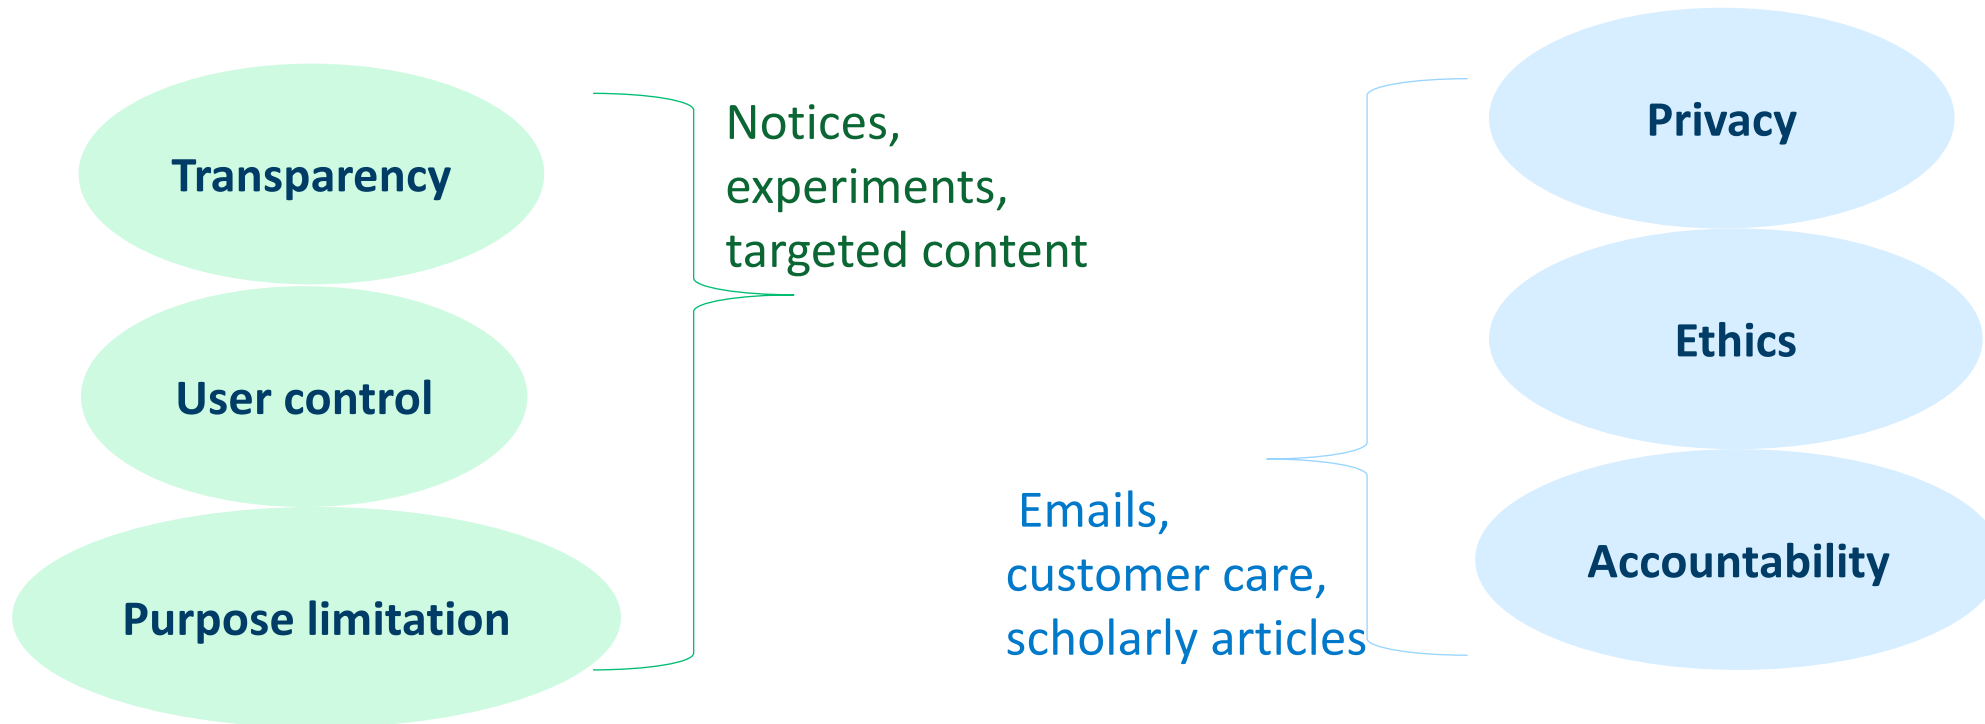 Transparency
User control
Purpose limitation
Notices,
experiments,
targeted content
Emails,
customer care,
scholarly articles
Privacy
Ethics
Accountability